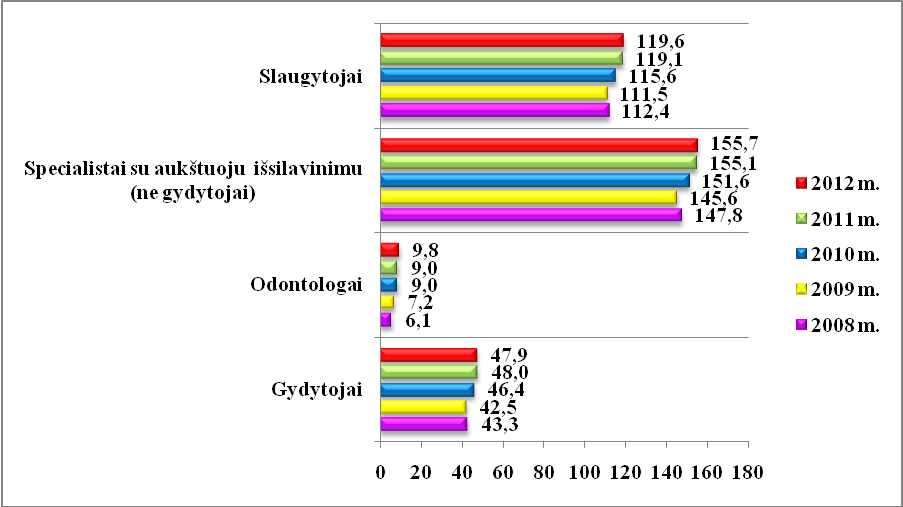 Slaugytojai
119,6
119,1
115,6
111,5
112,4
Specialistai su aukštuoju išsilavinimu
(ne gydytojai)
155,7
155,1
151,6
145,6
147,8
Odontologai
9,8
9,0
9,0
7,2
6,1
Gydytojai
47,9
48,0
46,4
42,5
43,3
0 20 40 60 80 100 120 140 160 180
2012 m.
2011 m.
2010 m.
2009 m.
2008 m.